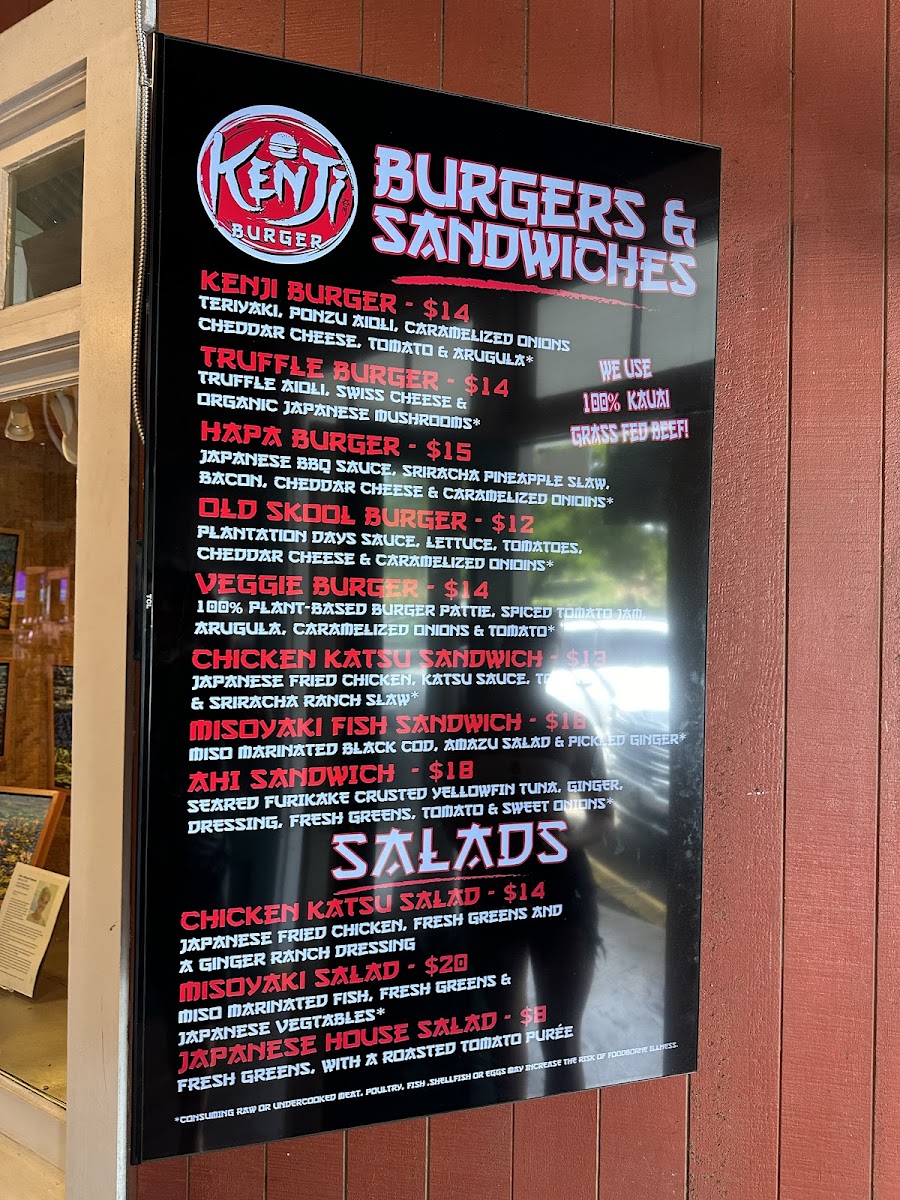 KENJI
BURGER
BURGERS &
SANDWICHES
KENJI BURGER - $14
TERIYAKI, PONZU AIOLI, CARAMELIZED ONIONS
CHEDDAR CHEESE, TOMATO & ARUGULA*
TRUFFLE BURGER - $14
TRUFFLE AIOLI, SWISS CHEESE &
ORGANIC JAPANESE MUSHROOMS*
WE USE
100% KAUAI
GRASS FED BEEF!
HAPA BURGER - $15
JAPANESE BBQ SAUCE, SRIRACHA PINEAPPLE SLAW,
BACON, CHEDDAR CHEESE & CARAMELIZED ONIOINS*
OLD SKOOL BURGER - $12
PLANTATION DAYS SAUCE, LETTUCE, TOMATOES,
CHEDDAR CHEESE & CARAMELIZED ONIOINS*
VEGGIE BURGER - $14
100% PLANT-BASED BURGER PATTIE, SPICED TOMATO JAM,
ARUGULA, CARAMELIZED ONIONS & TOMATO*
CHICKEN KATSU SANDWICH - $13
JAPANESE FRIED CHICKEN, KATSU SAUCE,
& SRIRACHA RANCH SLAW*
MISOYAKI FISH SANDWICH - $18
MISO MARINATED BLACK COD, AMAZU SALAD & PICKLED GINGER*
AHI SANDWICH - $18
SEARED FURIKAKE CRUSTED YELLOWFIN TUNA, GINGER,
DRESSING, FRESH GREENS, TOMATO & SWEET ONIONS*
SALADS
CHICKEN KATSU SALAD - $14
JAPANESE FRIED CHICKEN, FRESH GREENS AND
A GINGER RANCH DRESSING
MISOYAKI SALAD - $20
MISO MARINATED FISH, FRESH GREENS &
JAPANESE VEGTABLES*
JAPANESE HOUSE SALAD - $8
FRESH GREENS, WITH A ROASTED TOMATO PURÉE
*CONSUMING RAW OR UNDERCOOKED MEAT, POULTRY, FISH ,SHELLFISH OR EGGS MAY INCREASE THE RISK OF FOODBORNE ILLNESS.
TCL